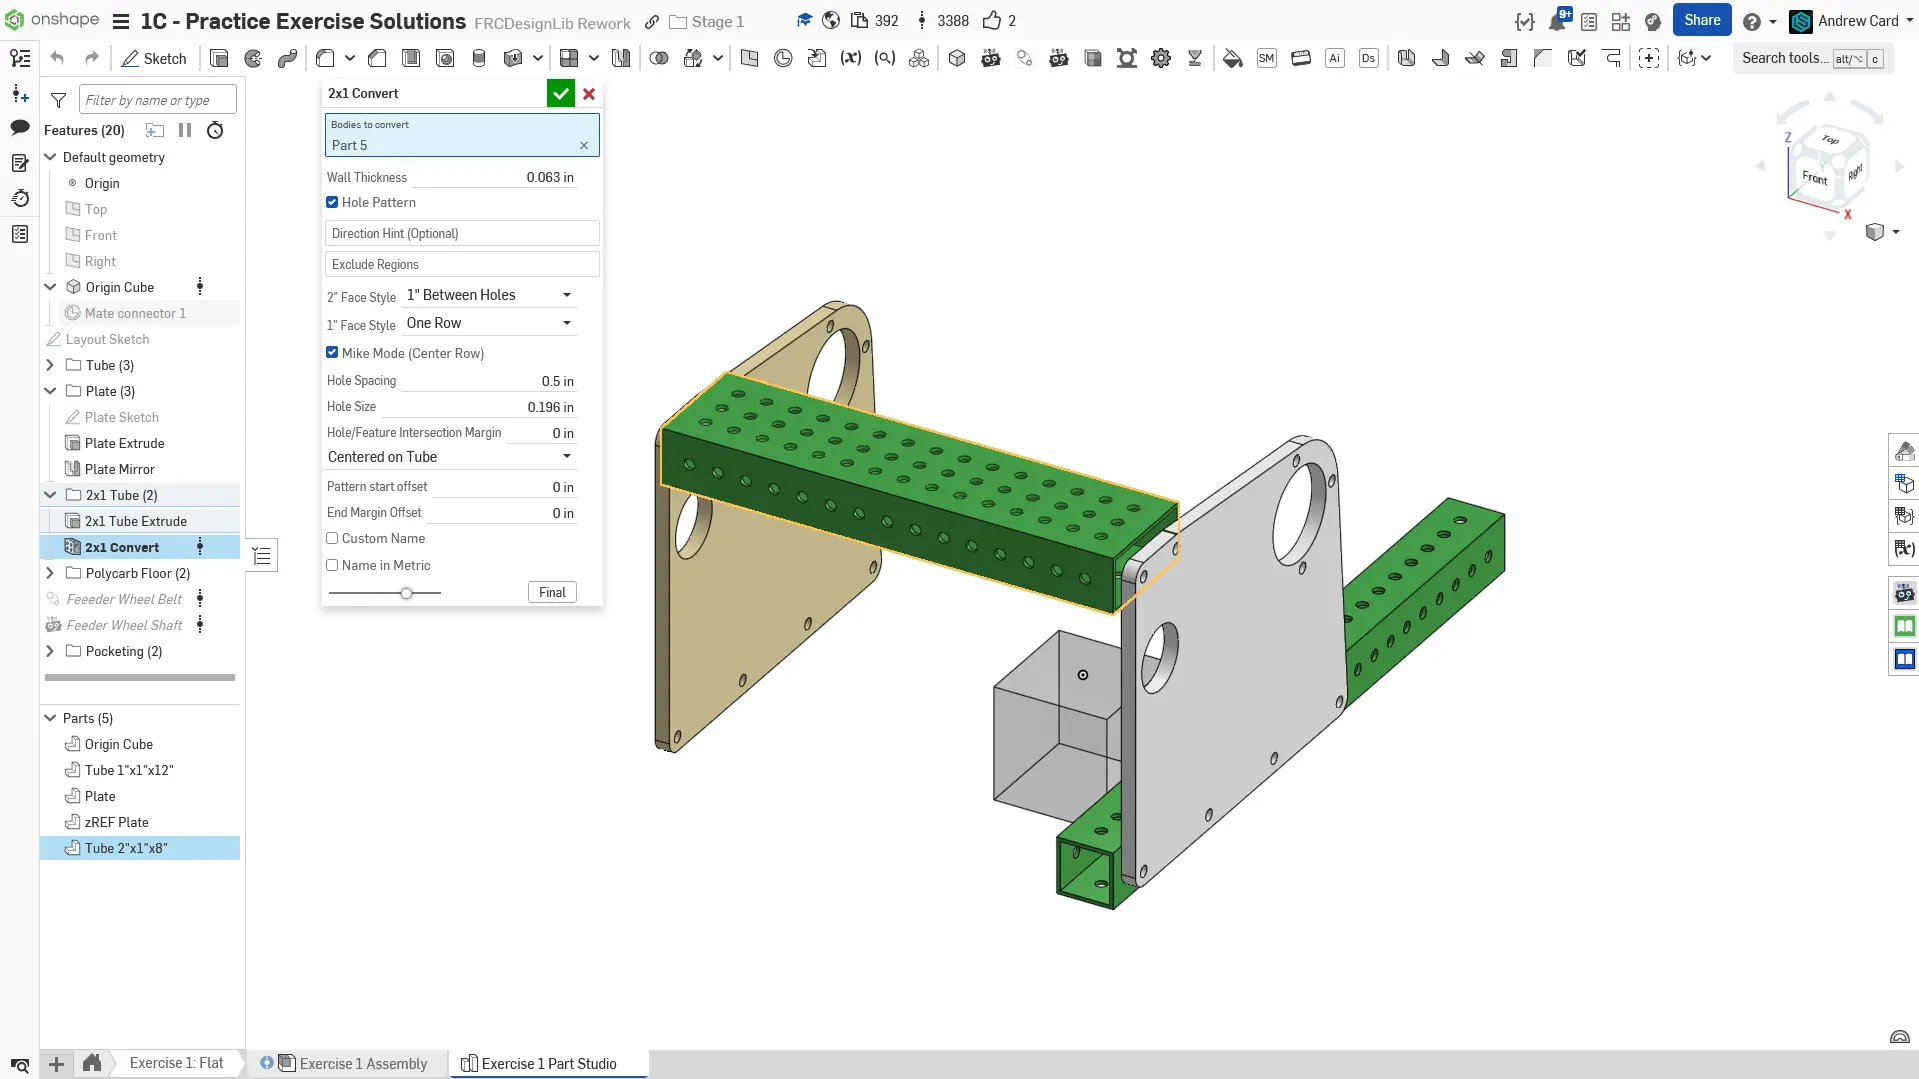 onshape
1C - Practice Exercise Solutions
FRCDesignLib Rework
Stage 1
392
3388
2
9+
Share
Andrew Card
Sketch
SM
Ai
Ds
Search tools...
alt/⌥
c
Filter by name or type
Features (20)
Default geometry
Origin
Top
Front
Right
Origin Cube
Mate connector 1
Layout Sketch
Tube (3)
Plate (3)
Plate Sketch
Plate Extrude
Plate Mirror
2x1 Tube (2)
2x1 Tube Extrude
2x1 Convert
Polycarb Floor (2)
Feeeder Wheel Belt
Feeder Wheel Shaft
Pocketing (2)
Parts (5)
Origin Cube
Tube 1"x1"x12"
Plate
zREF Plate
Tube 2"x1"x8"
2x1 Convert
Bodies to convert
Part 5
Wall Thickness 0.063 in
Hole Pattern
Direction Hint (Optional)
Exclude Regions
2" Face Style 1" Between Holes
1" Face Style One Row
Mike Mode (Center Row)
Hole Spacing 0.5 in
Hole Size 0.196 in
Hole/Feature Intersection Margin 0 in
Centered on Tube
Pattern start offset 0 in
End Margin Offset 0 in
Custom Name
Name in Metric
Final
Z
Top
Y
Front
Right
X
Exercise 1: Flat
Exercise 1 Assembly
Exercise 1 Part Studio